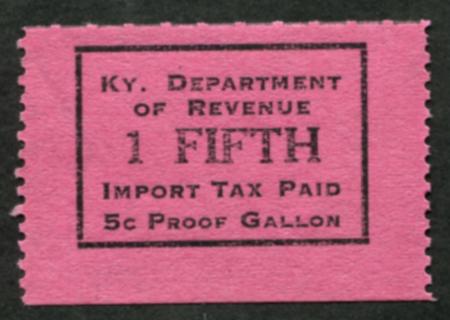 KY. DEPARTMENT
OF REVENUE
1 FIFTH
IMPORT TAX PAID
5C PROOF GALLON